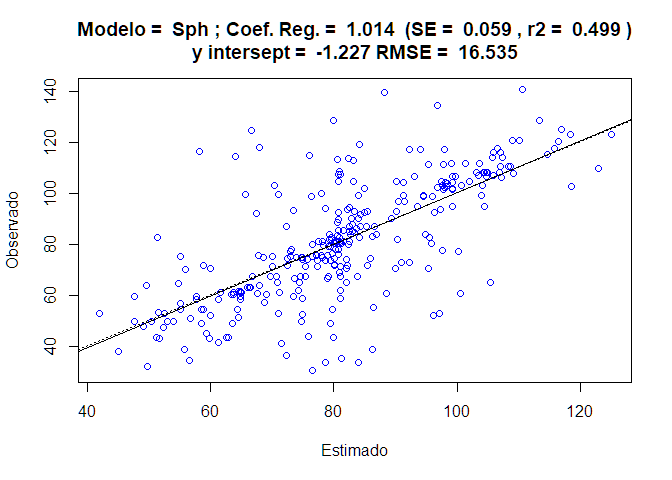 Modelo = Sph ; Coef. Reg. = 1.014 (SE = 0.059 , r2 = 0.499 )
y intersept = -1.227 RMSE = 16.535
140
120
100
80
60
40
Observado
40 60 80 100 120
Estimado